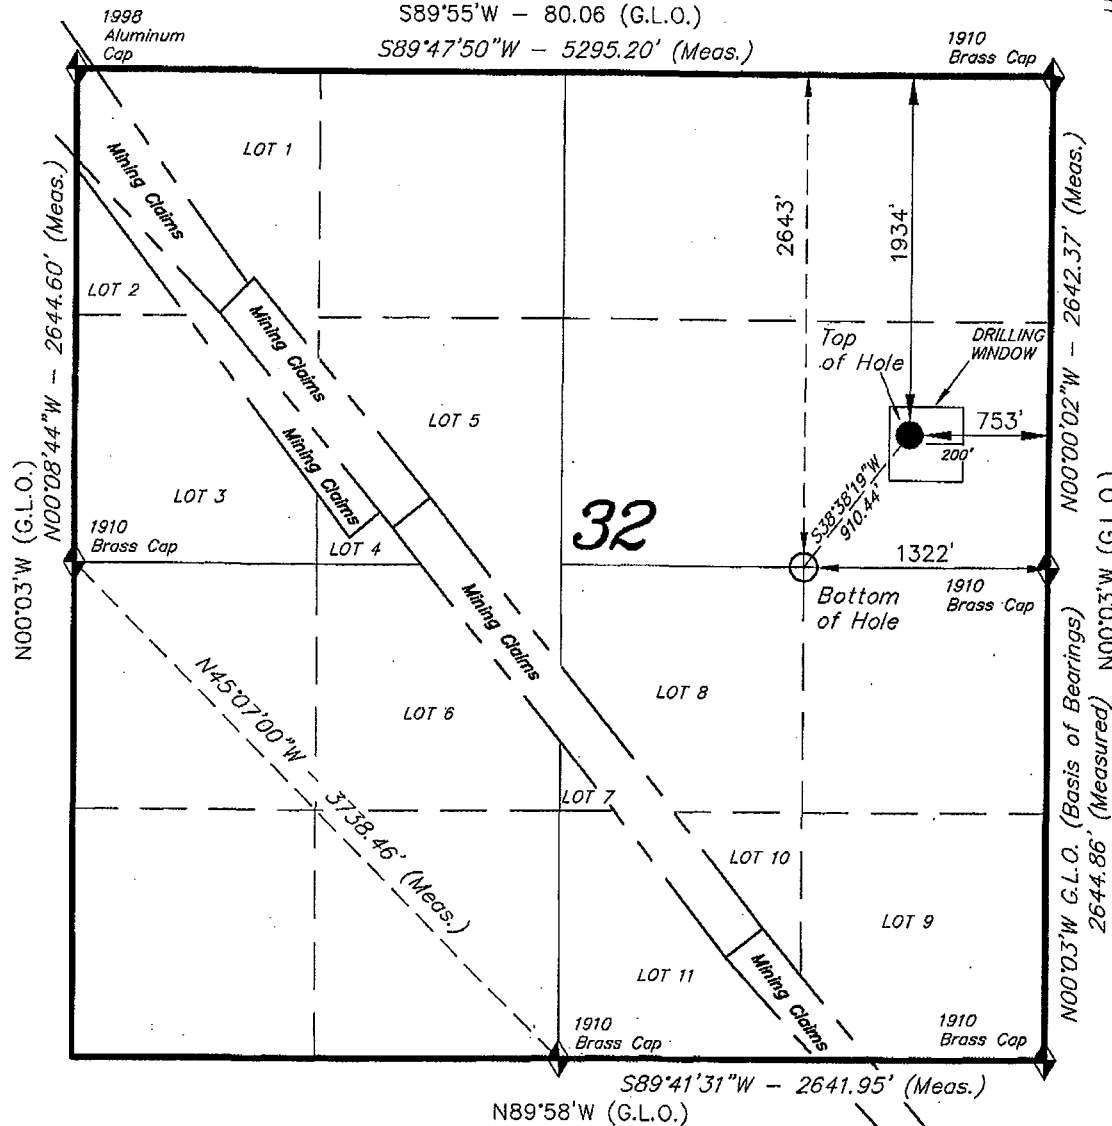 S89°55'W – 80.06 (G.L.O.)
S89°47'50"W – 5295.20' (Meas.)
1998
Aluminum
Cap
1910
Brass Cap
LOT 1
Mining Claims
2643'
1934'
N00°08'44"W – 2644.60' (Meas.)
N00°00'02"W – 2642.37' (Meas.)
LOT 2
Mining Claims
Top
of Hole
DRILLING
WINDOW
LOT 5
753'
200'
Mining Claims
LOT 3
32
S38°38'19"W
910.44'
N00°03'W (G.L.O.)
N00°03'W (G.L.O.)
1910
Brass Cap
LOT 4
1322'
1910
Brass Cap
Bottom
of Hole
Mining Claims
N45°07'00"W 3738.46' (Meas.)
LOT 6
LOT 8
N00°03'W G.L.O. (Basis of Bearings)
2644.86' (Measured)
LOT 7
LOT 10
LOT 9
LOT 11
Mining Claims
1910
Brass Cap
1910
Brass Cap
S89°41'31"W – 2641.95' (Meas.)
N89°58'W (G.L.O.)